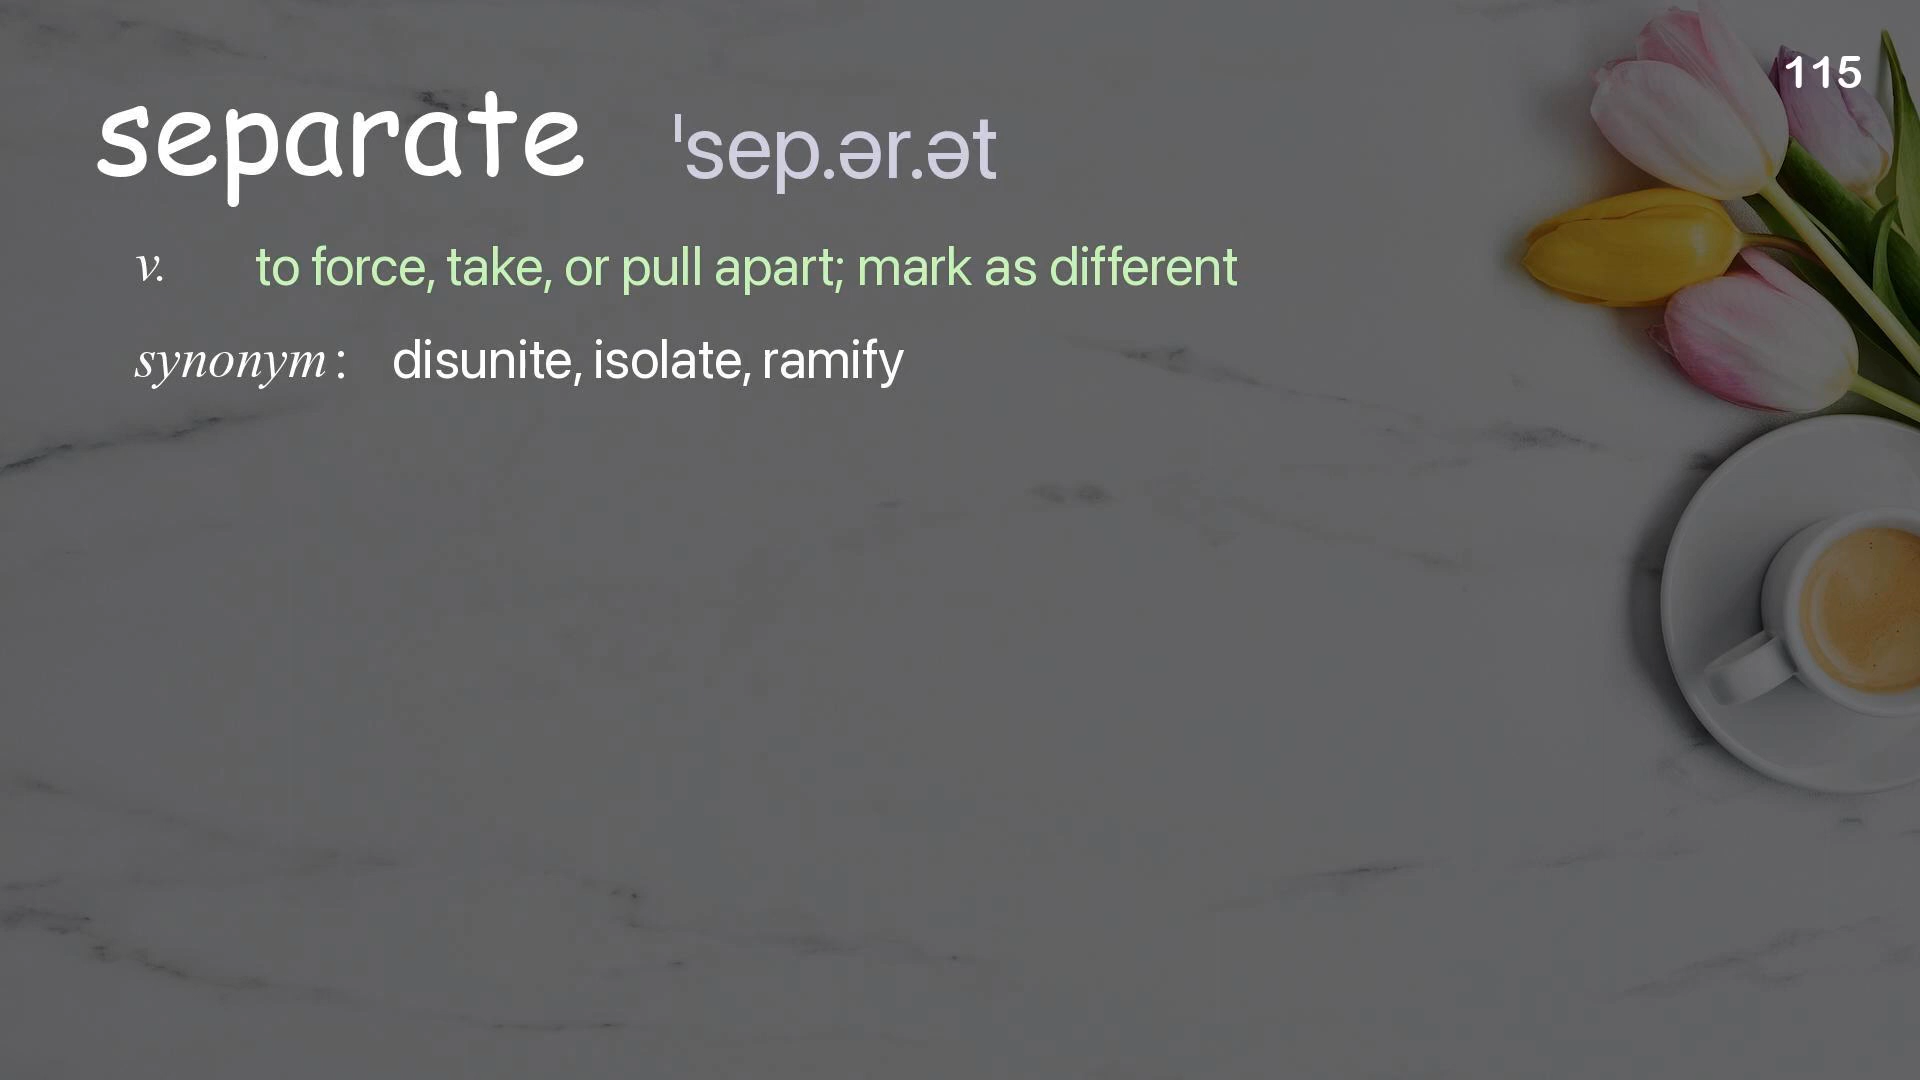 115
separate ˈsep.ər.ət
v. to force, take, or pull apart; mark as different
synonym: disunite, isolate, ramify